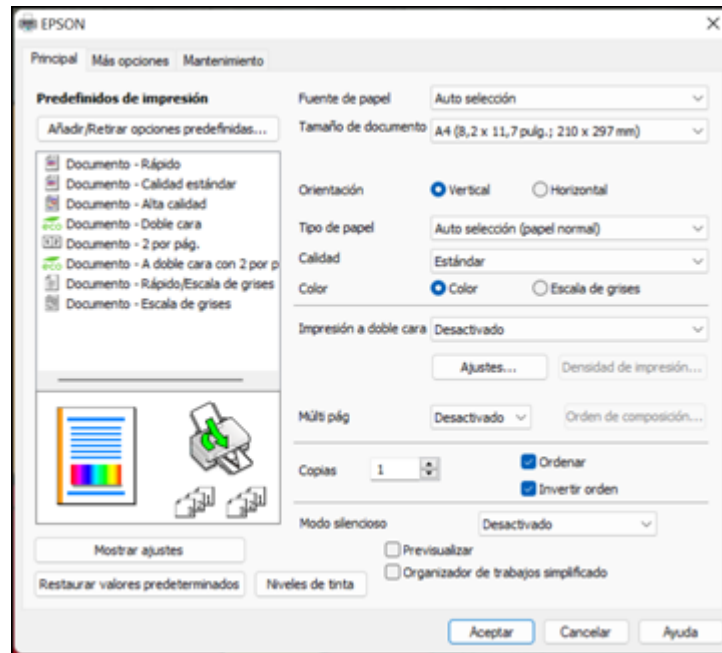 EPSON
Principal
Más opciones
Mantenimiento
Predefinidos de impresión
Añadir/Retirar opciones predefinidas...
Documento - Rápido
Documento - Calidad estándar
Documento - Alta calidad
eco Documento - Doble cara
Documento - 2 por pág.
eco Documento - A doble cara con 2 por p
Documento - Rápido/Escala de grises
Documento - Escala de grises
Mostrar ajustes
Restaurar valores predeterminados
Niveles de tinta
Fuente de papel Auto selección
Tamaño de documento A4 (8,2 x 11,7 pulg.; 210 x 297 mm)
Orientación Vertical Horizontal
Tipo de papel Auto selección (papel normal)
Calidad Estándar
Color Color Escala de grises
Impresión a doble cara Desactivado
Ajustes... Densidad de impresión...
Múlti pág Desactivado Orden de composición...
Copias 1 Ordenar
Invertir orden
Modo silencioso Desactivado
Previsualizar
Organizador de trabajos simplificado
Aceptar Cancelar Ayuda